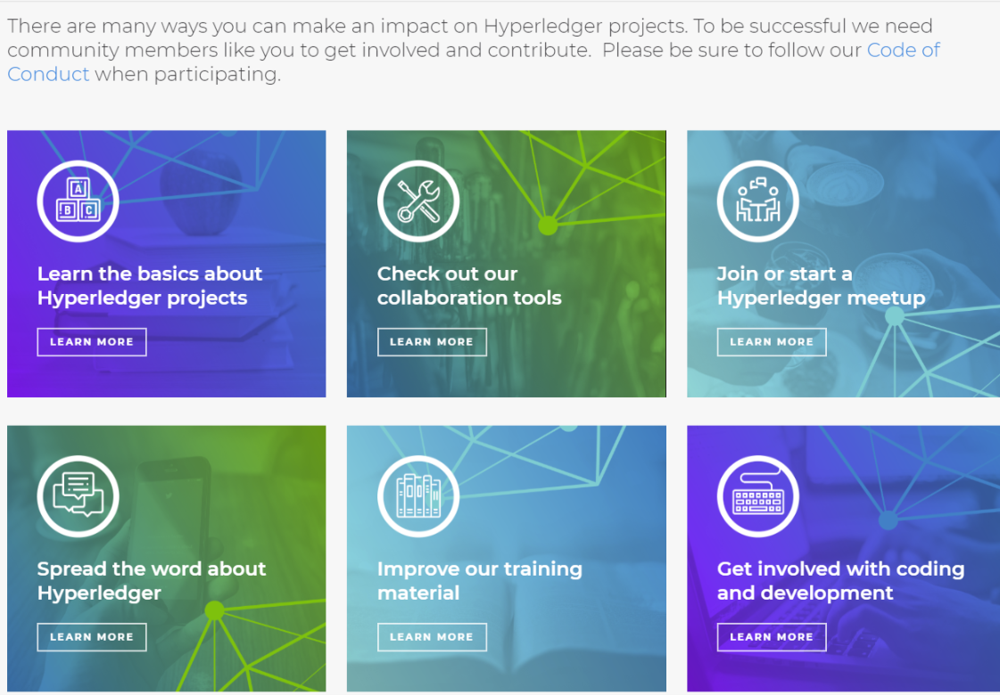 There are many ways you can make an impact on Hyperledger projects. To be successful we need
community members like you to get involved and contribute.  Please be sure to follow our Code of
Conduct when participating.
A
B C
Learn the basics about
Hyperledger projects
LEARN MORE
Check out our
collaboration tools
LEARN MORE
Join or start a
Hyperledger meetup
LEARN MORE
Spread the word about
Hyperledger
LEARN MORE
Improve our training
material
LEARN MORE
Get involved with coding
and development
LEARN MORE